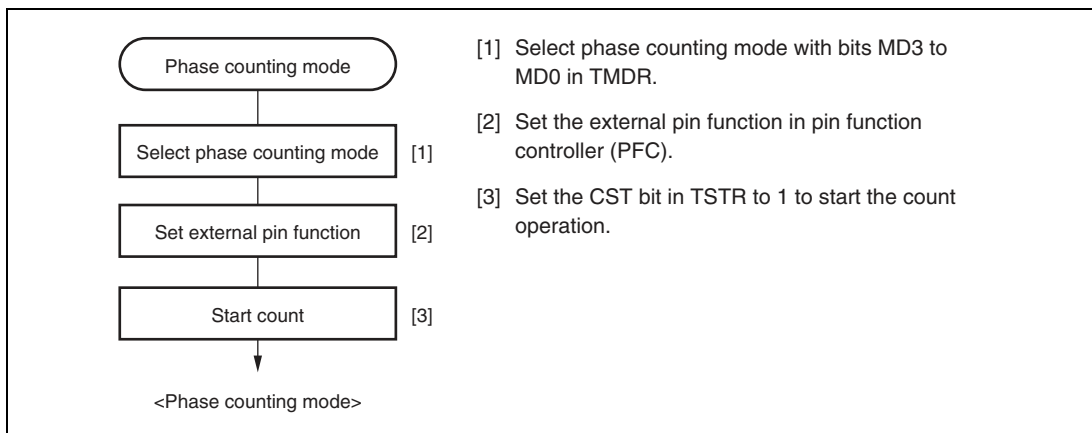 Phase counting mode
Select phase counting mode [1]
Set external pin function [2]
Start count [3]
<Phase counting mode>
[1] Select phase counting mode with bits MD3 to
MD0 in TMDR.
[2] Set the external pin function in pin function
controller (PFC).
[3] Set the CST bit in TSTR to 1 to start the count
operation.